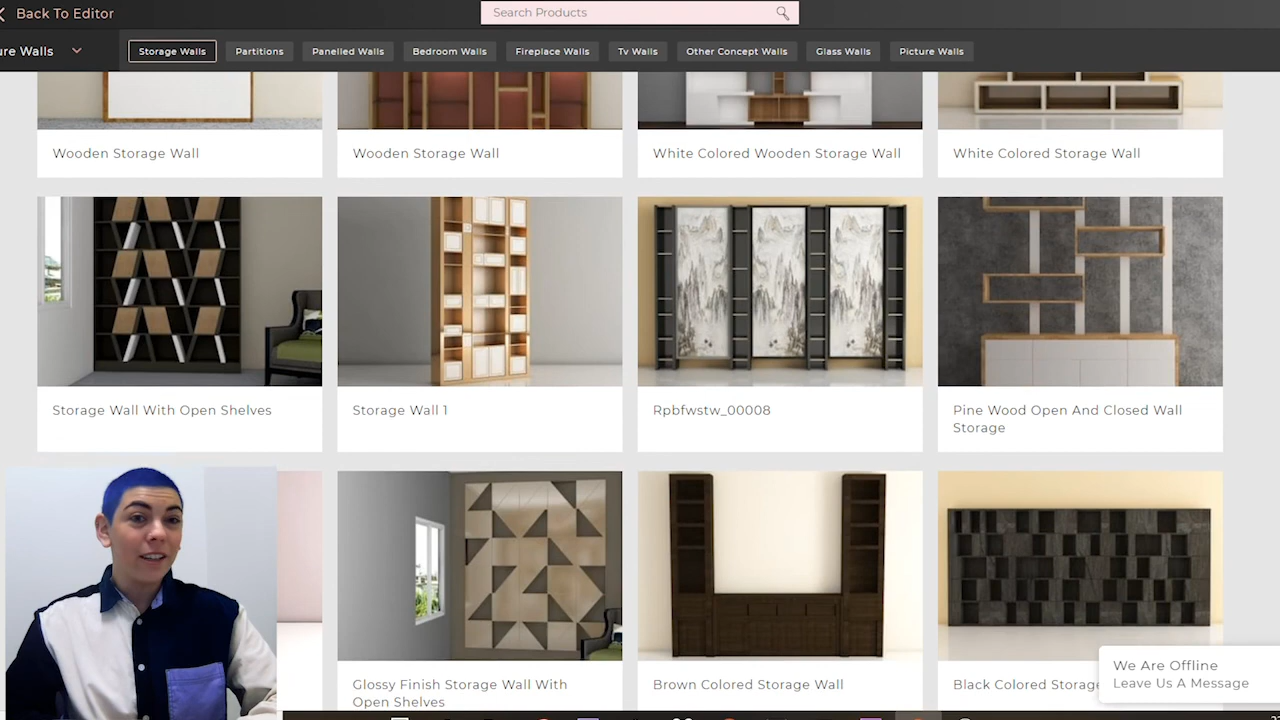 Back To Editor
Search Products
ure Walls
Storage Walls
Partitions
Panelled Walls
Bedroom Walls
Fireplace Walls
Tv Walls
Other Concept Walls
Glass Walls
Picture Walls
Wooden Storage Wall
Wooden Storage Wall
White Colored Wooden Storage Wall
White Colored Storage Wall
Storage Wall With Open Shelves
Storage Wall 1
Rpbfwstw_00008
Pine Wood Open And Closed Wall
Storage
Glossy Finish Storage Wall With
Open Shelves
Brown Colored Storage Wall
Black Colored Storage
We Are Offline
Leave Us A Message